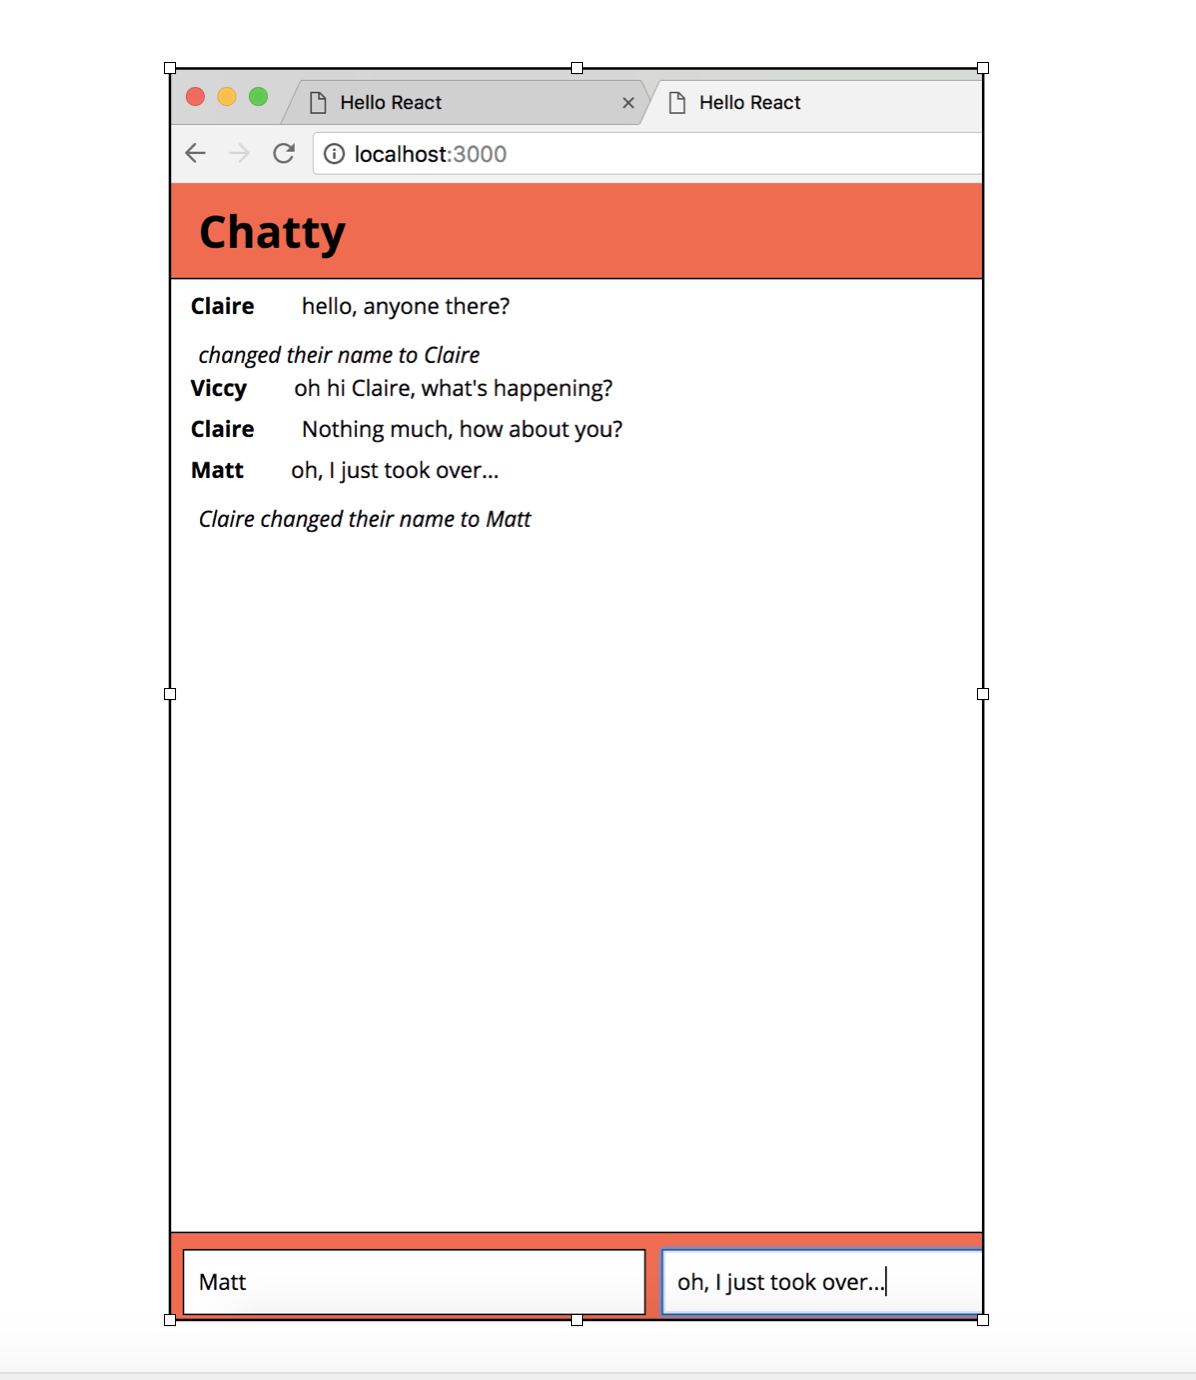 Hello React
Hello React
localhost:3000
Chatty
Claire hello, anyone there?
changed their name to Claire
Viccy oh hi Claire, what's happening?
Claire Nothing much, how about you?
Matt oh, I just took over...
Claire changed their name to Matt
Matt
oh, I just took over...